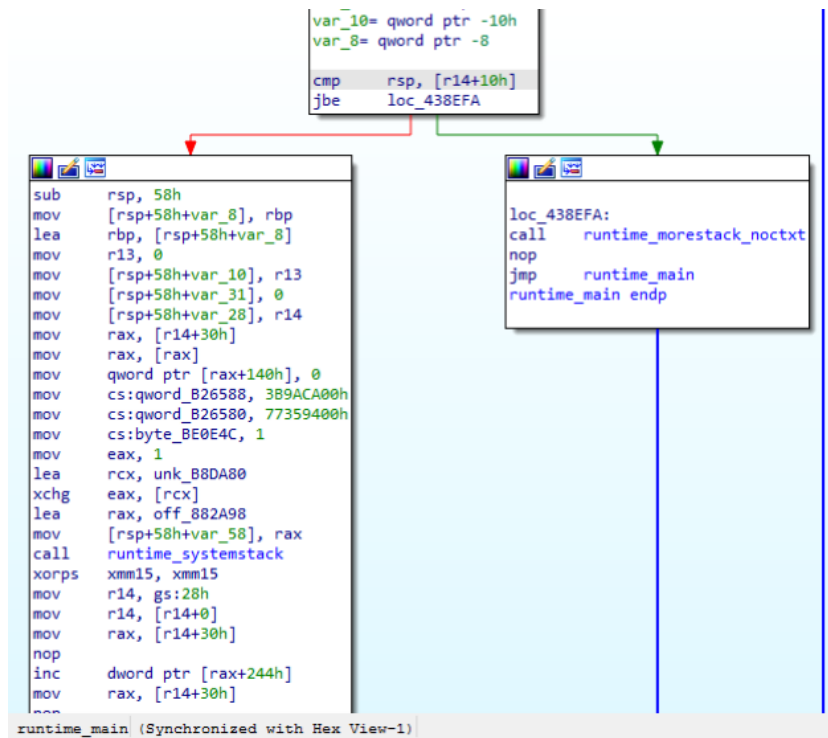 var_10= qword ptr -10h
var_8= qword ptr -8
cmp rsp, [r14+10h]
jbe loc_438EFA
sub rsp, 58h
mov [rsp+58h+var_8], rbp
lea rbp, [rsp+58h+var_8]
mov r13, 0
mov [rsp+58h+var_10], r13
mov [rsp+58h+var_31], 0
mov [rsp+58h+var_28], r14
mov rax, [r14+30h]
mov rax, [rax]
mov qword ptr [rax+140h], 0
mov cs:qword_B26588, 3B9ACA00h
mov cs:qword_B26580, 77359400h
mov cs:byte_BE0E4C, 1
mov eax, 1
lea rcx, unk_B8DA80
xchg eax, [rcx]
lea rax, off_882A98
mov [rsp+58h+var_58], rax
call runtime_systemstack
xorps xmm15, xmm15
mov r14, gs:28h
mov r14, [r14+0]
mov rax, [r14+30h]
nop
inc dword ptr [rax+244h]
mov rax, [r14+30h]
loc_438EFA:
call runtime_morestack_noctxt
nop
jmp runtime_main
runtime_main endp
runtime_main (Synchronized with Hex View-1)